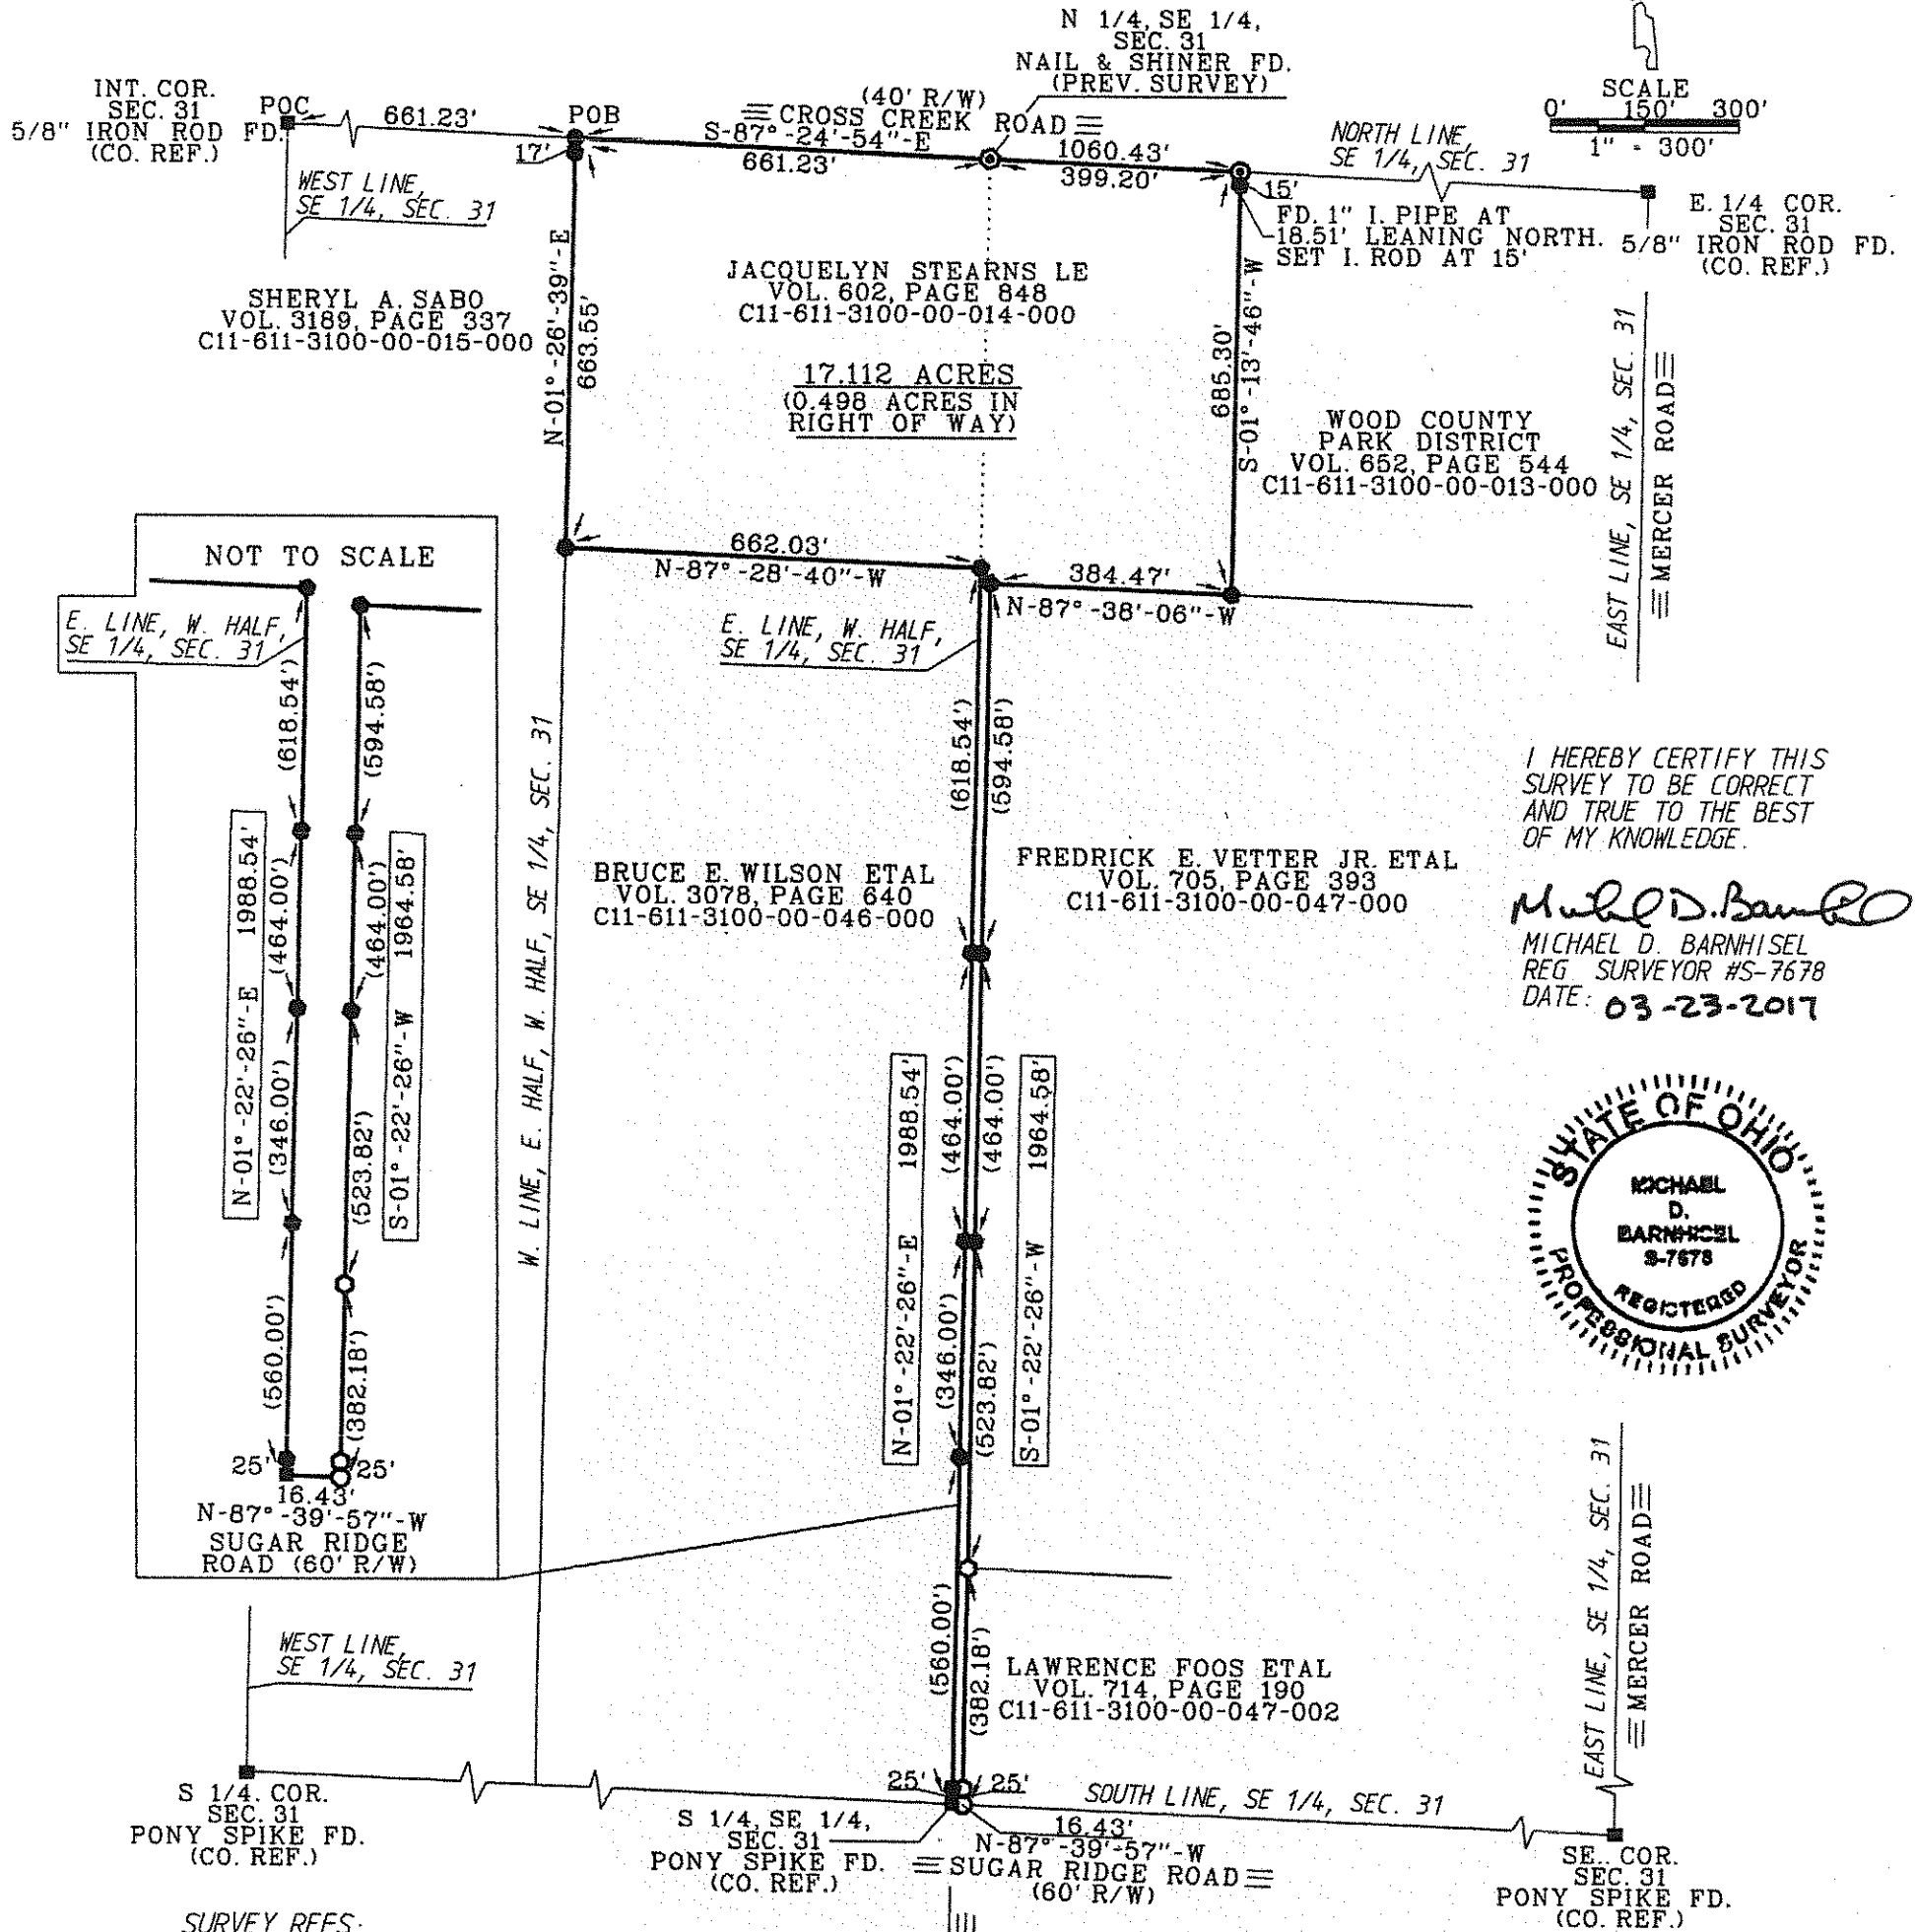 N 1/4, SE 1/4,
SEC. 31
NAIL & SHINER FD.
(PREV. SURVEY)
SCALE
0' 150' 300'
1" - 300'
INT. COR.
SEC. 31
5/8" IRON ROD FD.
(CO. REF.)
POC
661.23'
POB
(40' R/W)
CROSS CREEK ROAD
S-87°-24'-54"-E
661.23'
1060.43'
399.20'
NORTH LINE,
SE 1/4, SEC. 31
17'
15'
WEST LINE,
SE 1/4, SEC. 31
FD. 1" I. PIPE AT
18.51' LEANING NORTH.
SET I. ROD AT 15'
E. 1/4 COR.
SEC. 31
5/8" IRON ROD FD.
(CO. REF.)
SHERYL A. SABO
VOL. 3189, PAGE 337
C11-611-3100-00-015-000
N-01°-26'-39"-E
663.55'
JACQUELYN STEARNS LE
VOL. 602, PAGE 848
C11-611-3100-00-014-000
17.112 ACRES
(0.498 ACRES IN
RIGHT OF WAY)
685.30'
S-01°-13'-46"-W
WOOD COUNTY
PARK DISTRICT
VOL. 652, PAGE 544
C11-611-3100-00-013-000
EAST LINE, SE 1/4, SEC. 31
MERCER ROAD
662.03'
N-87°-28'-40"-W
384.47'
N-87°-38'-06"-W
E. LINE, W. HALF,
SE 1/4, SEC. 31
NOT TO SCALE
E. LINE, W. HALF,
SE 1/4, SEC. 31
(618.54')
(594.58')
N-01°-22'-26"-E 1988.54'
(464.00')
(464.00')
S-01°-22'-26"-W 1964.58'
(346.00')
(523.82')
(560.00')
(382.18')
25'
25'
16.43'
N-87°-39'-57"-W
SUGAR RIDGE
ROAD (60' R/W)
W. LINE, E. HALF, W. HALF, SE 1/4, SEC. 31
(618.54')
(594.58')
BRUCE E. WILSON ETAL
VOL. 3078, PAGE 640
C11-611-3100-00-046-000
FREDRICK E. VETTER JR. ETAL
VOL. 705, PAGE 393
C11-611-3100-00-047-000
I HEREBY CERTIFY THIS
SURVEY TO BE CORRECT
AND TRUE TO THE BEST
OF MY KNOWLEDGE.
MICHAEL D. BARNHISEL
REG. SURVEYOR #S-7678
DATE: 03-23-2017
STATE OF OHIO
MICHAEL
D.
BARNHISEL
S-7678
REGISTERED
PROFESSIONAL SURVEYOR
N-01°-22'-26"-E 1988.54'
(464.00')
(464.00')
S-01°-22'-26"-W 1964.58'
(346.00')
(523.82')
(560.00')
(382.18')
LAWRENCE FOOS ETAL
VOL. 714, PAGE 190
C11-611-3100-00-047-002
EAST LINE, SE 1/4, SEC. 31
MERCER ROAD
WEST LINE,
SE 1/4, SEC. 31
S 1/4. COR.
SEC. 31
PONY SPIKE FD.
(CO. REF.)
25'
25'
SOUTH LINE, SE 1/4, SEC. 31
S 1/4, SE 1/4,
SEC. 31
PONY SPIKE FD.
(CO. REF.)
16.43'
N-87°-39'-57"-W
SUGAR RIDGE ROAD
(60' R/W)
SE.. COR.
SEC. 31
PONY SPIKE FD.
(CO. REF.)
SURVEY REFS: